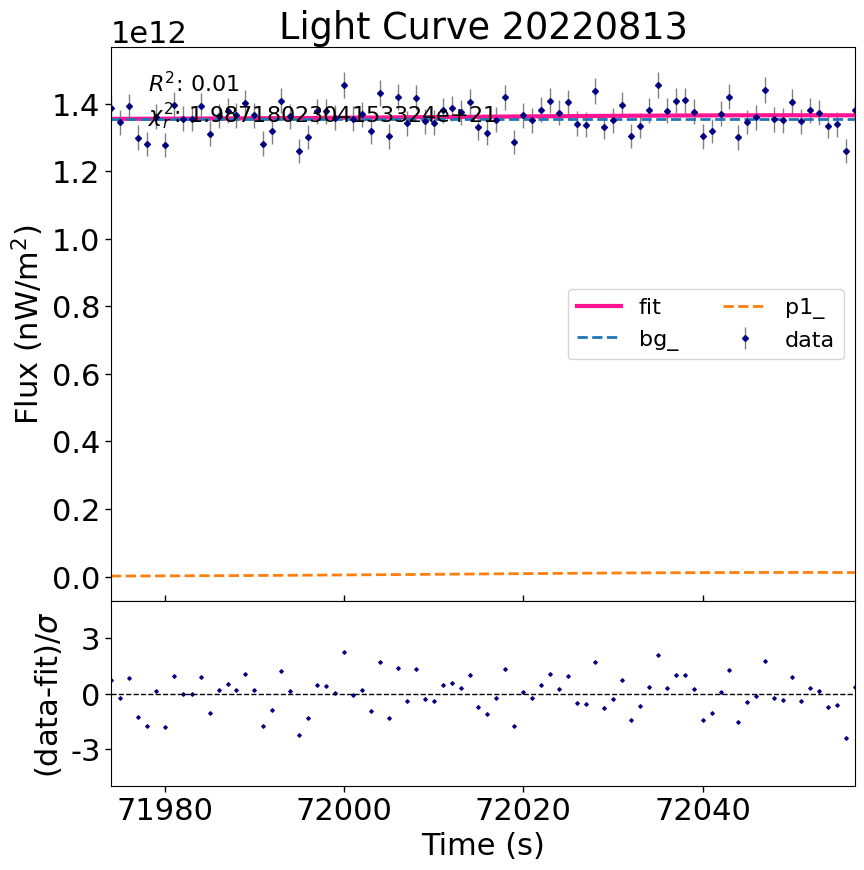 Light Curve 20220813
1e12
R²: 0.01
χ²ᵣ: 1.9871802304153324e+21
1.4
1.2
1.0
0.8
0.6
0.4
0.2
0.0
Flux (nW/m²)
fit
bg_
p1_
data
3
0
-3
(data-fit)/σ
71980
72000
72020
72040
Time (s)